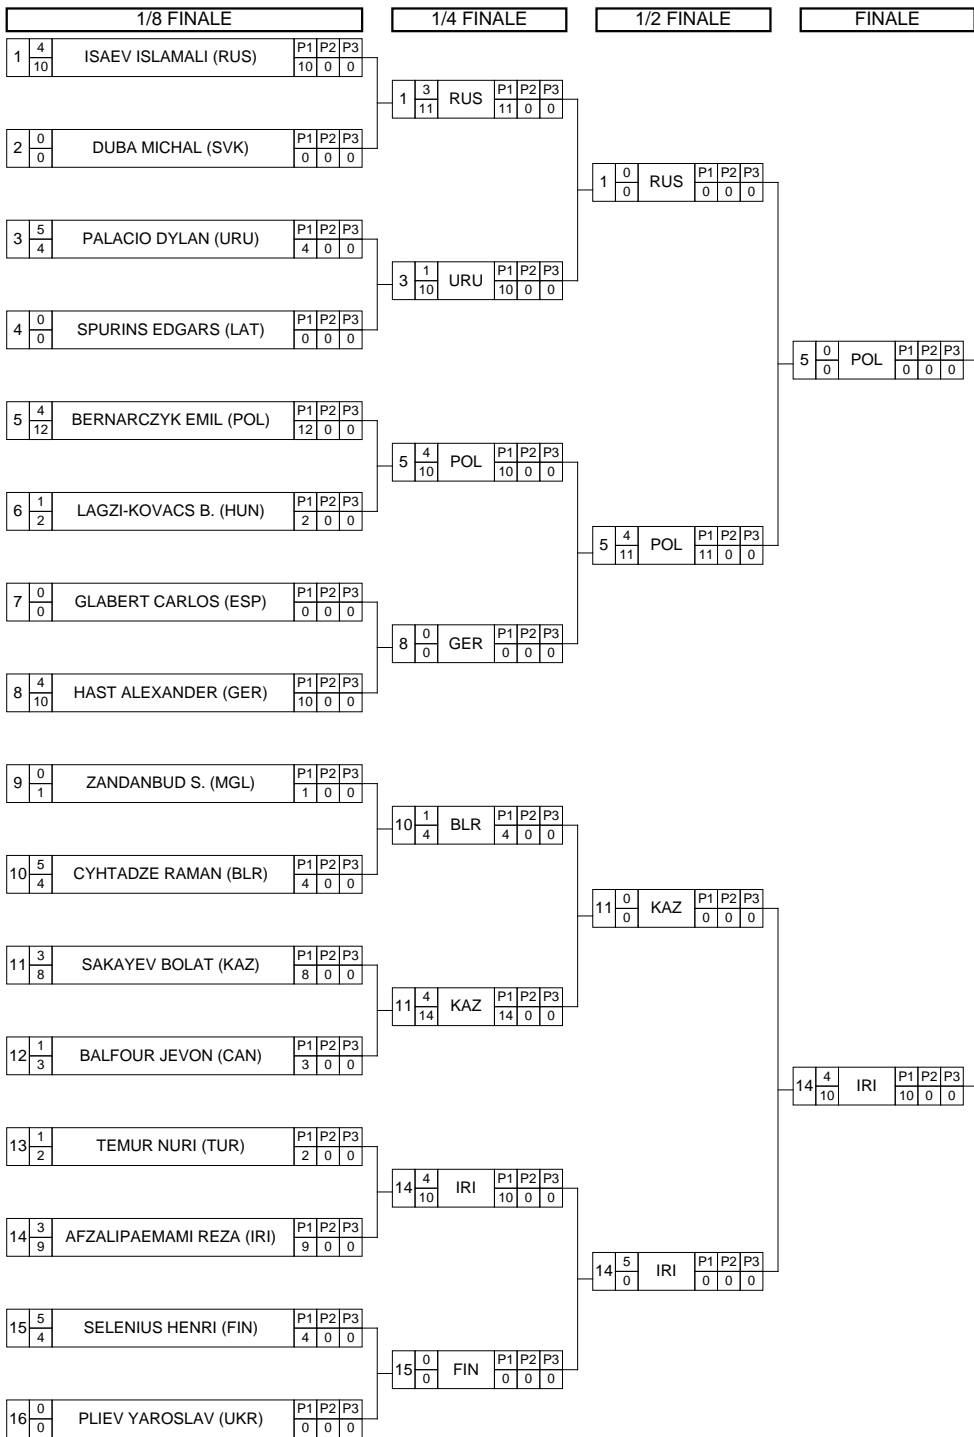 1/8 FINALE 1/4 FINALE 1/2 FINALE FINALE
1 4 10 ISAEV ISLAMALI (RUS) P1 P2 P3 10 0 0
1 3 11 RUS P1 P2 P3 11 0 0
2 0 0 DUBA MICHAL (SVK) P1 P2 P3 0 0 0
1 0 0 RUS P1 P2 P3 0 0 0
3 5 4 PALACIO DYLAN (URU) P1 P2 P3 4 0 0
3 1 10 URU P1 P2 P3 10 0 0
4 0 0 SPURINS EDGARS (LAT) P1 P2 P3 0 0 0
5 0 0 POL P1 P2 P3 0 0 0
5 4 12 BERNARCZYK EMIL (POL) P1 P2 P3 12 0 0
5 4 10 POL P1 P2 P3 10 0 0
6 1 2 LAGZI-KOVACS B. (HUN) P1 P2 P3 2 0 0
5 4 11 POL P1 P2 P3 11 0 0
7 0 0 GLABERT CARLOS (ESP) P1 P2 P3 0 0 0
8 0 0 GER P1 P2 P3 0 0 0
8 4 10 HAST ALEXANDER (GER) P1 P2 P3 10 0 0
9 0 1 ZANDANBUD S. (MGL) P1 P2 P3 1 0 0
10 1 4 BLR P1 P2 P3 4 0 0
10 5 4 CYHTADZE RAMAN (BLR) P1 P2 P3 4 0 0
11 0 0 KAZ P1 P2 P3 0 0 0
11 3 8 SAKAYEV BOLAT (KAZ) P1 P2 P3 8 0 0
11 4 14 KAZ P1 P2 P3 14 0 0
12 1 3 BALFOUR JEVON (CAN) P1 P2 P3 3 0 0
14 4 10 IRI P1 P2 P3 10 0 0
13 1 2 TEMUR NURI (TUR) P1 P2 P3 2 0 0
14 4 10 IRI P1 P2 P3 10 0 0
14 3 9 AFZALIPAEMAMI REZA (IRI) P1 P2 P3 9 0 0
14 5 0 IRI P1 P2 P3 0 0 0
15 5 4 SELENIUS HENRI (FIN) P1 P2 P3 4 0 0
15 0 0 FIN P1 P2 P3 0 0 0
16 0 0 PLIEV YAROSLAV (UKR) P1 P2 P3 0 0 0